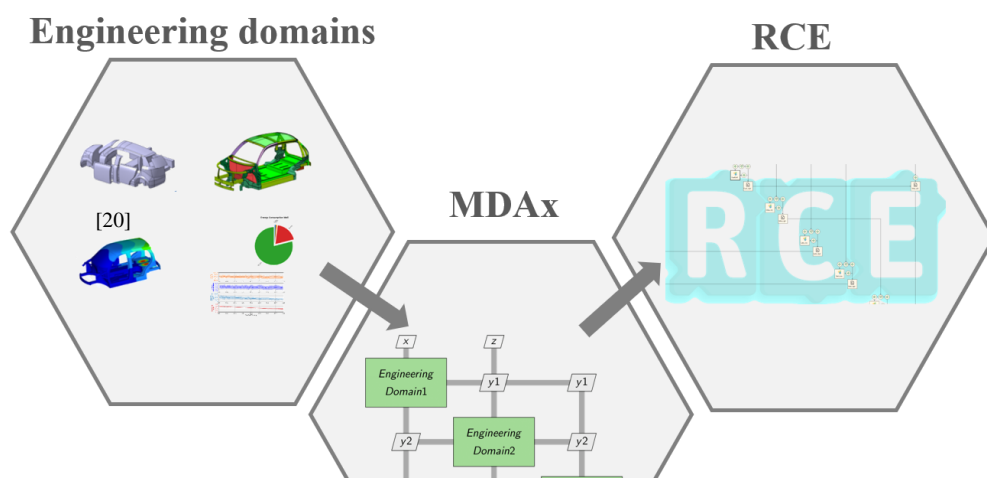 Engineering domains
RCE
MDAx
[20]
RCE
x
z
Engineering
Domain1
y1
y1
y2
Engineering
Domain2
y2